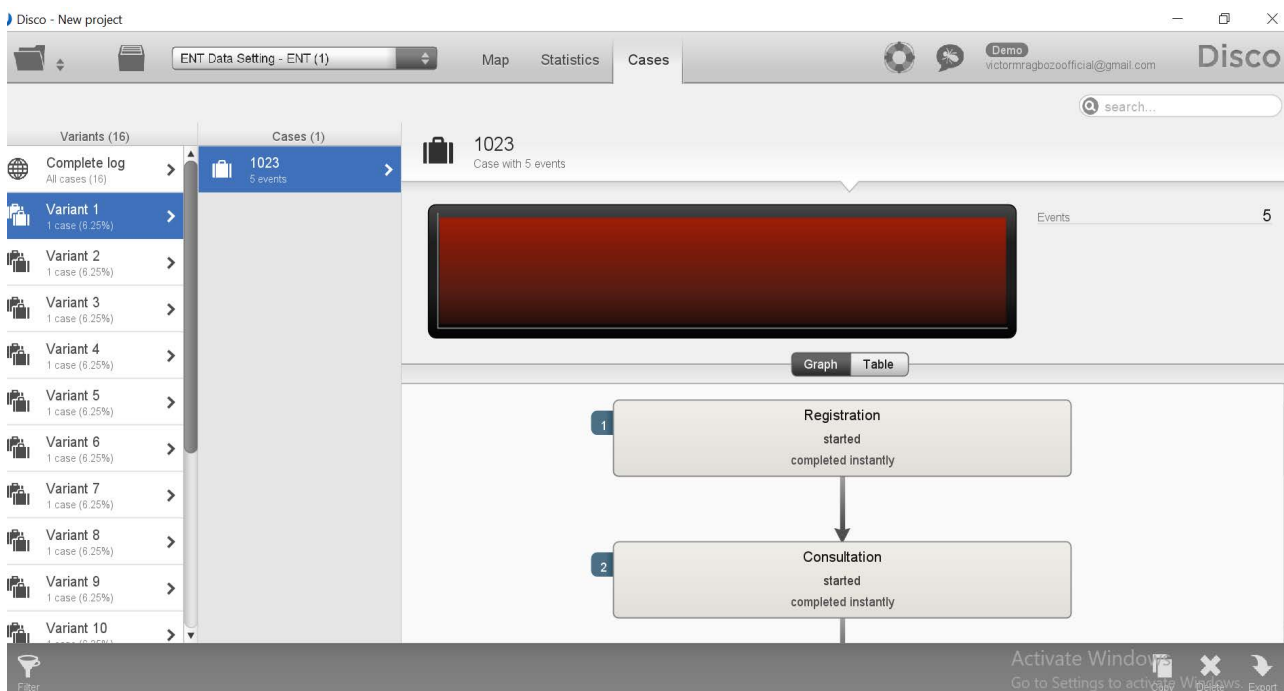 Disco - New project
ENT Data Setting - ENT (1)
Map
Statistics
Cases
Demo
victormragbozoofficial@gmail.com
Disco
search...
Variants (16)
Complete log
All cases (16)
Variant 1
1 case (6.25%)
Variant 2
1 case (6.25%)
Variant 3
1 case (6.25%)
Variant 4
1 case (6.25%)
Variant 5
1 case (6.25%)
Variant 6
1 case (6.25%)
Variant 7
1 case (6.25%)
Variant 8
1 case (6.25%)
Variant 9
1 case (6.25%)
Variant 10
Cases (1)
1023
5 events
1023
Case with 5 events
Events 5
Graph
Table
1
Registration
started
completed instantly
2
Consultation
started
completed instantly
Filter
Activate Windows
Go to Settings to activate Windows.
Copy
Delete
Export